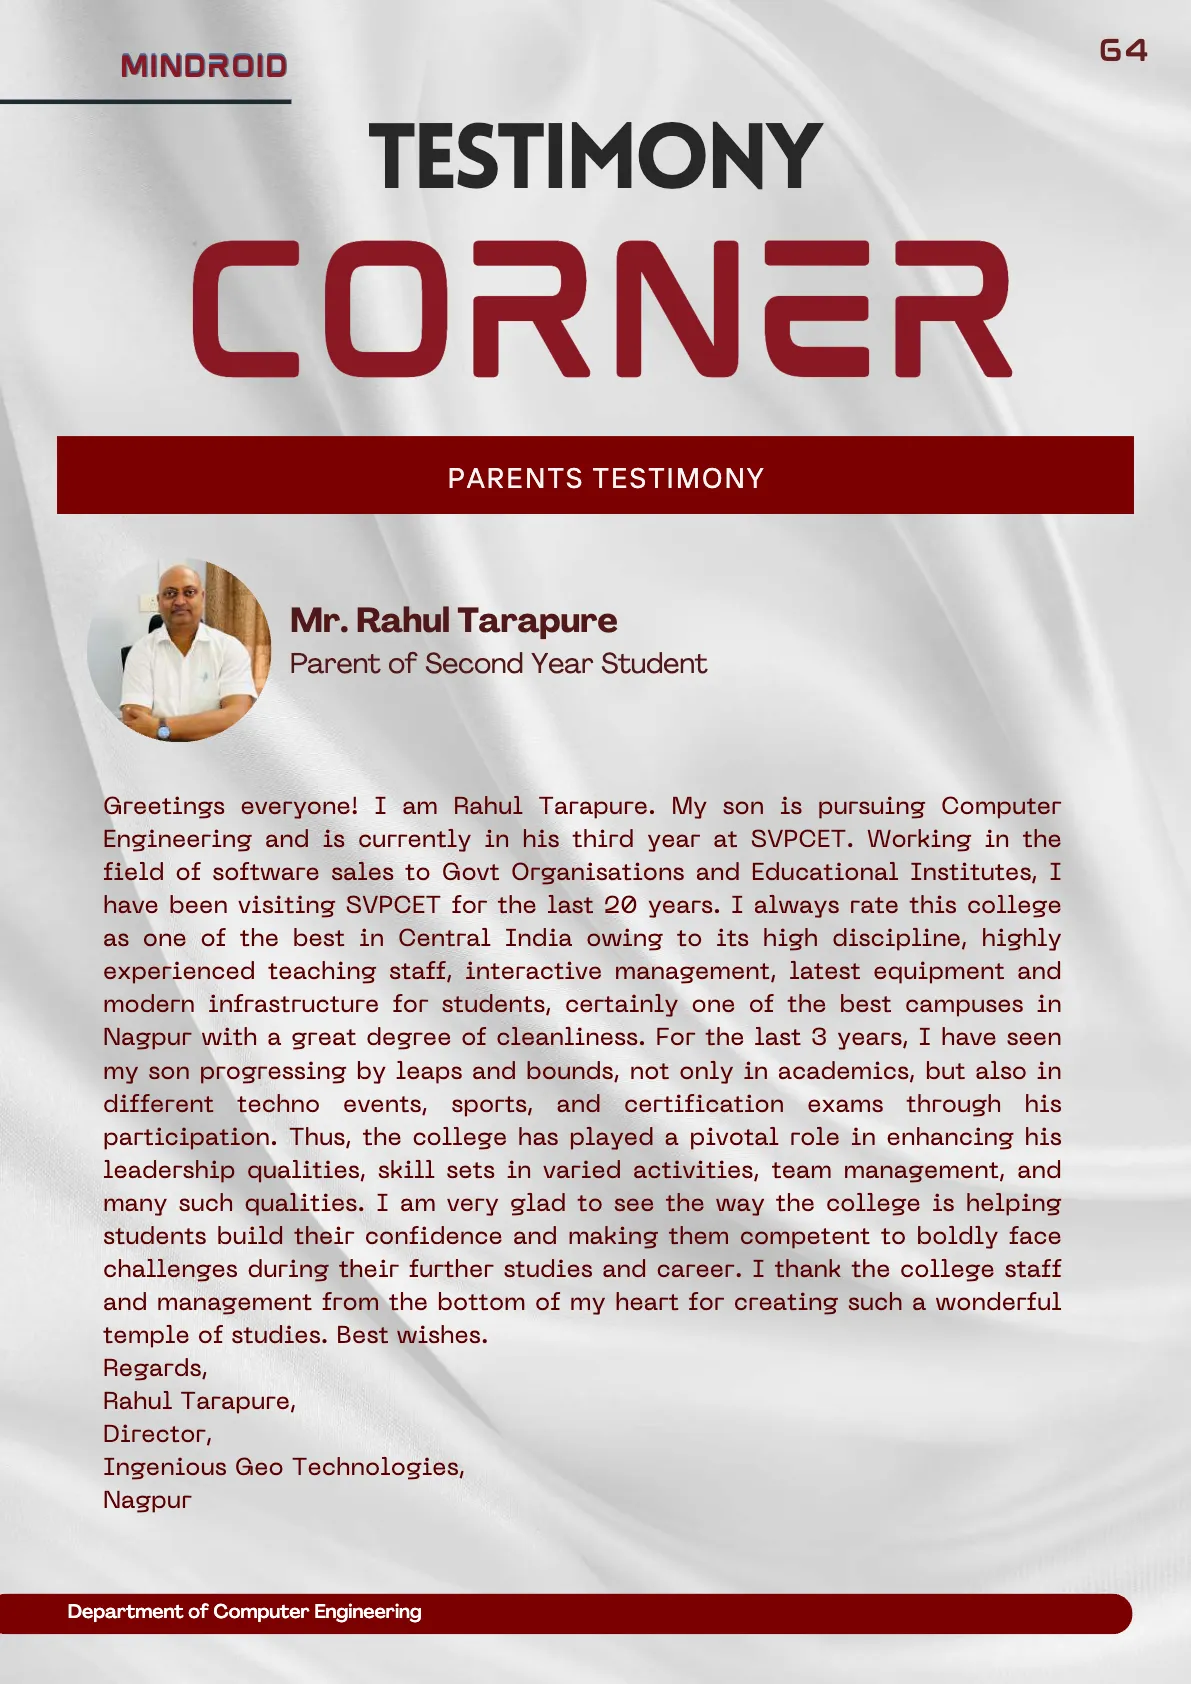 MINDROID
64
TESTIMONY
CORNER
PARENTS TESTIMONY
Mr. Rahul Tarapure
Parent of Second Year Student
Greetings everyone! I am Rahul Tarapure. My son is pursuing Computer
Engineering and is currently in his third year at SVPCET. Working in the
field of software sales to Govt Organisations and Educational Institutes, I
have been visiting SVPCET for the last 20 years. I always rate this college
as one of the best in Central India owing to its high discipline, highly
experienced teaching staff, interactive management, latest equipment and
modern infrastructure for students, certainly one of the best campuses in
Nagpur with a great degree of cleanliness. For the last 3 years, I have seen
my son progressing by leaps and bounds, not only in academics, but also in
different techno events, sports, and certification exams through his
participation. Thus, the college has played a pivotal role in enhancing his
leadership qualities, skill sets in varied activities, team management, and
many such qualities. I am very glad to see the way the college is helping
students build their confidence and making them competent to boldly face
challenges during their further studies and career. I thank the college staff
and management from the bottom of my heart for creating such a wonderful
temple of studies. Best wishes.
Regards,
Rahul Tarapure,
Director,
Ingenious Geo Technologies,
Nagpur
Department of Computer Engineering